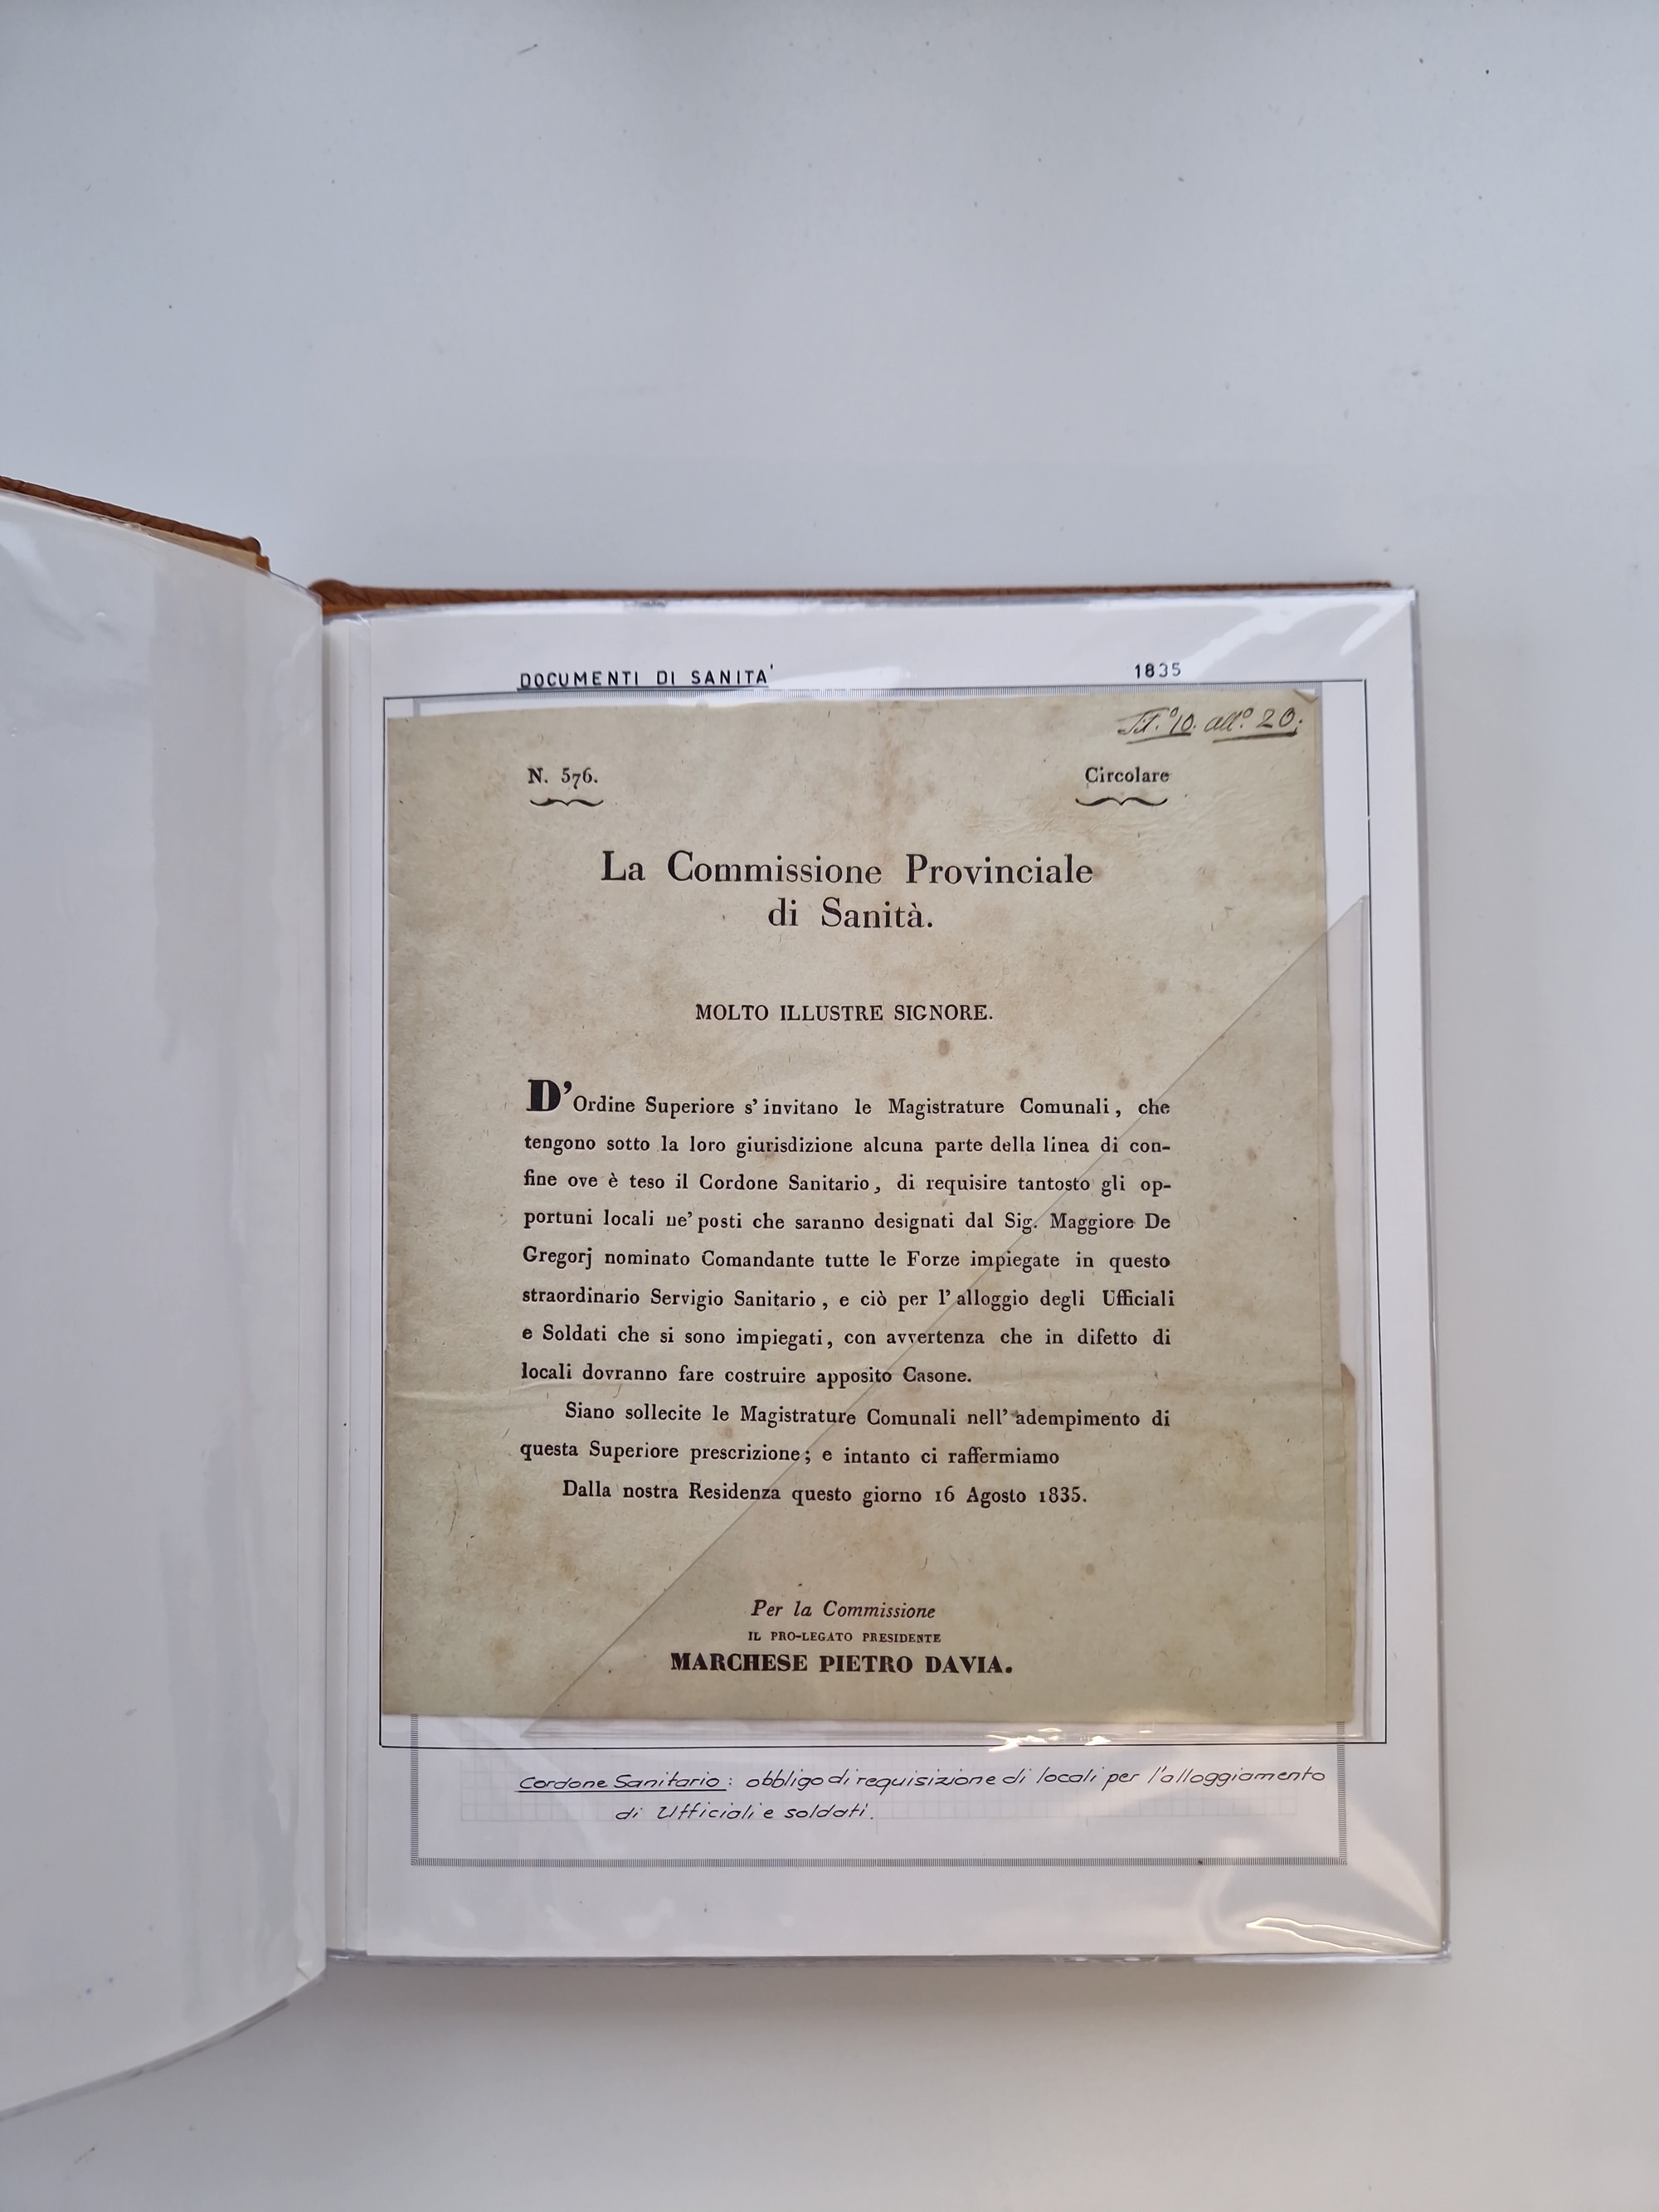 DOCUMENTI DI SANITA' 1835
Tit.º 10. all.º 20;
N. 576. Circolare
La Commissione Provinciale
di Sanità.
MOLTO ILLUSTRE SIGNORE.
D'Ordine Superiore s'invitano le Magistrature Comunali, che
tengono sotto la loro giurisdizione alcuna parte della linea di con-
fine ove è teso il Cordone Sanitario, di requisire tantosto gli op-
portuni locali ne' posti che saranno designati dal Sig. Maggiore De
Gregorj nominato Comandante tutte le Forze impiegate in questo
straordinario Servigio Sanitario, e ciò per l'alloggio degli Ufficiali
e Soldati che si sono impiegati, con avvertenza che in difetto di
locali dovranno fare costruire apposito Casone.
Siano sollecite le Magistrature Comunali nell'adempimento di
questa Superiore prescrizione; e intanto ci raffermiamo
Dalla nostra Residenza questo giorno 16 Agosto 1835.
Per la Commissione
IL PRO-LEGATO PRESIDENTE
MARCHESE PIETRO DAVIA.
Cordone Sanitario: obbligo di requisizione di locali per l'alloggiamento
di Ufficiali e soldati.